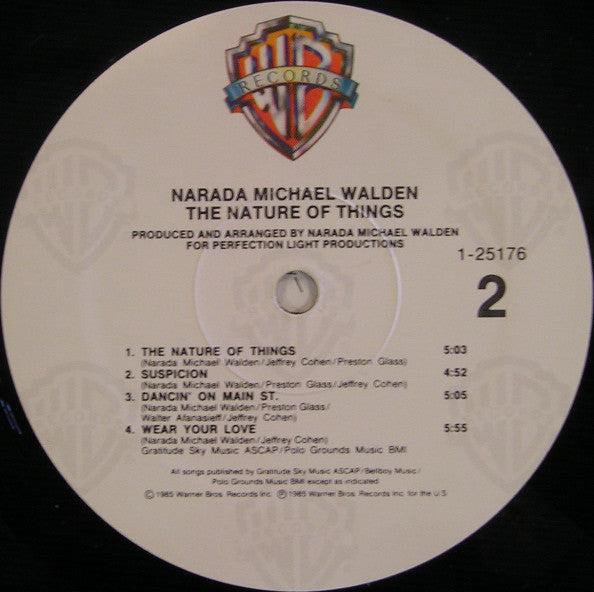 WB
RECORDS
NARADA MICHAEL WALDEN
THE NATURE OF THINGS
PRODUCED AND ARRANGED BY NARADA MICHAEL WALDEN
FOR PERFECTION LIGHT PRODUCTIONS
1-25176
2
1. THE NATURE OF THINGS 5:03
(Narada Michael Walden/Jeffrey Cohen/Preston Glass)
2. SUSPICION 4:52
(Narada Michael Walden/Preston Glass/Jeffrey Cohen)
3. DANCIN' ON MAIN ST. 5:05
(Narada Michael Walden/Preston Glass/
Walter Afanasieff/Jeffrey Cohen)
4. WEAR YOUR LOVE 5:55
(Narada Michael Walden/Jeffrey Cohen)
Gratitude Sky Music ASCAP/Polo Grounds Music BMI
All songs published by Gratitude Sky Music ASCAP/Bellboy Music/
Polo Grounds Music BMI except as indicated.
©1985 Warner Bros. Records Inc. ℗1985 Warner Bros. Records Inc. for the U.S.